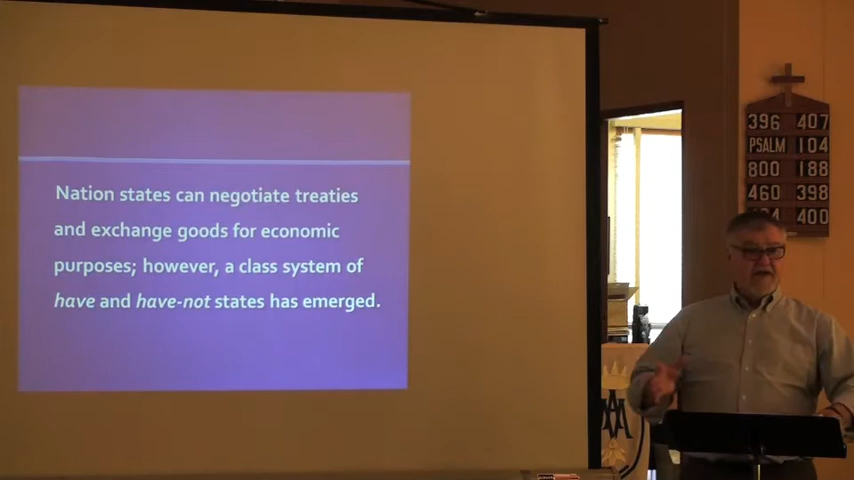 Nation states can negotiate treaties
and exchange goods for economic
purposes; however, a class system of
have and have-not states has emerged.
396 407
PSALM 104
800 188
460 398
400